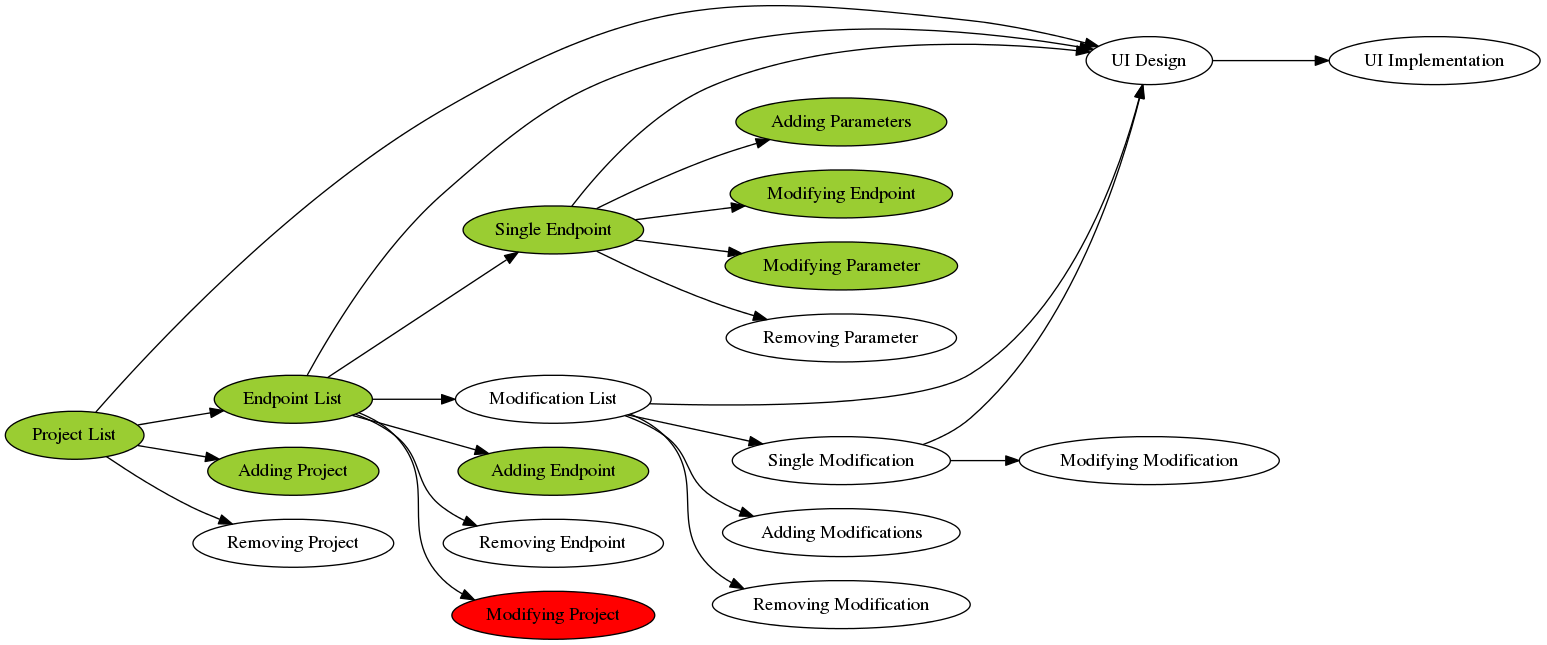 UI Design
UI Implementation
Adding Parameters
Modifying Endpoint
Single Endpoint
Modifying Parameter
Removing Parameter
Endpoint List
Modification List
Project List
Single Modification
Modifying Modification
Adding Project
Adding Endpoint
Adding Modifications
Removing Project
Removing Endpoint
Removing Modification
Modifying Project